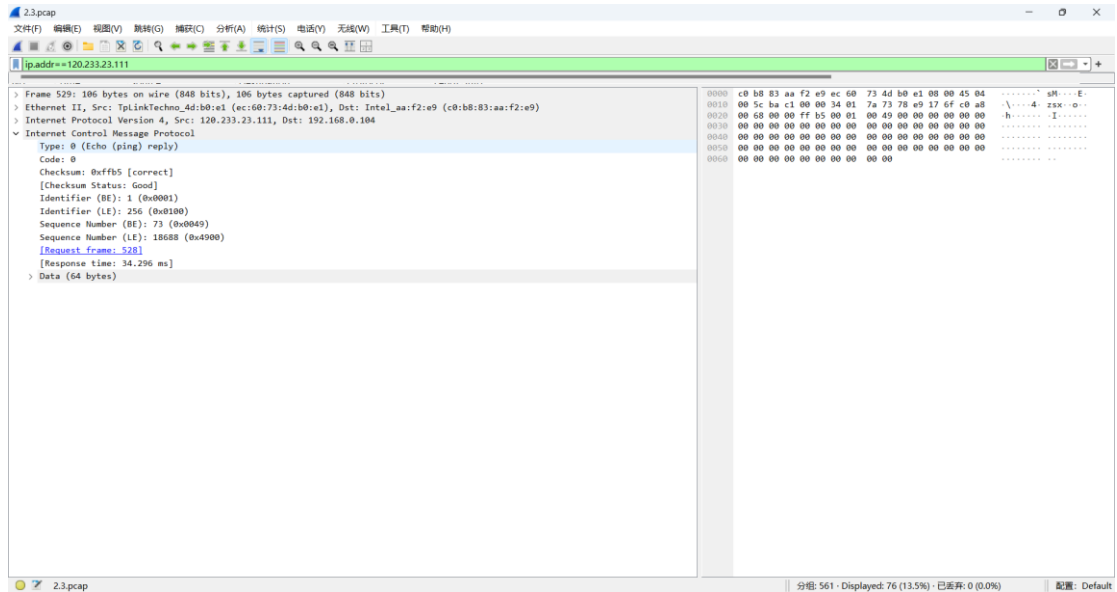 2.3.pcap
文件(F) 编辑(E) 视图(V) 跳转(G) 捕获(C) 分析(A) 统计(S) 电话(Y) 无线(W) 工具(T) 帮助(H)
ip.addr==120.233.23.111
Frame 529: 106 bytes on wire (848 bits), 106 bytes captured (848 bits)
Ethernet II, Src: TpLinkTechno_4d:b0:e1 (ec:60:73:4d:b0:e1), Dst: Intel_aa:f2:e9 (c0:b8:83:aa:f2:e9)
Internet Protocol Version 4, Src: 120.233.23.111, Dst: 192.168.0.104
Internet Control Message Protocol
Type: 0 (Echo (ping) reply)
Code: 0
Checksum: 0xffb5 [correct]
[Checksum Status: Good]
Identifier (BE): 1 (0x0001)
Identifier (LE): 256 (0x0100)
Sequence Number (BE): 73 (0x0049)
Sequence Number (LE): 18688 (0x4900)
[Request frame: 528]
[Response time: 34.296 ms]
Data (64 bytes)
0000 c0 b8 83 aa f2 e9 ec 60 73 4d b0 e1 08 00 45 04 ·······` sM····E·
0010 00 5c ba c1 00 00 34 01 7a 73 78 e9 17 6f c0 a8 ·\····4· zsx··o··
0020 00 68 00 00 ff b5 00 01 00 49 00 00 00 00 00 00 ·h······ ·I······
0030 00 00 00 00 00 00 00 00 00 00 00 00 00 00 00 00 ········ ········
0040 00 00 00 00 00 00 00 00 00 00 00 00 00 00 00 00 ········ ········
0050 00 00 00 00 00 00 00 00 00 00 00 00 00 00 00 00 ········ ········
0060 00 00 00 00 00 00 00 00 00 00 ········ ··
2.3.pcap
分组: 561 · Displayed: 76 (13.5%) · 已丢弃: 0 (0.0%)
配置: Default